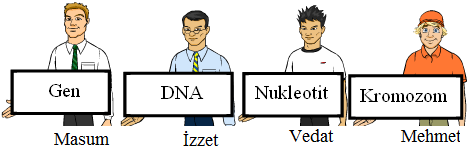 Gen DNA Nukleotit Kromozom
Masum İzzet Vedat Mehmet